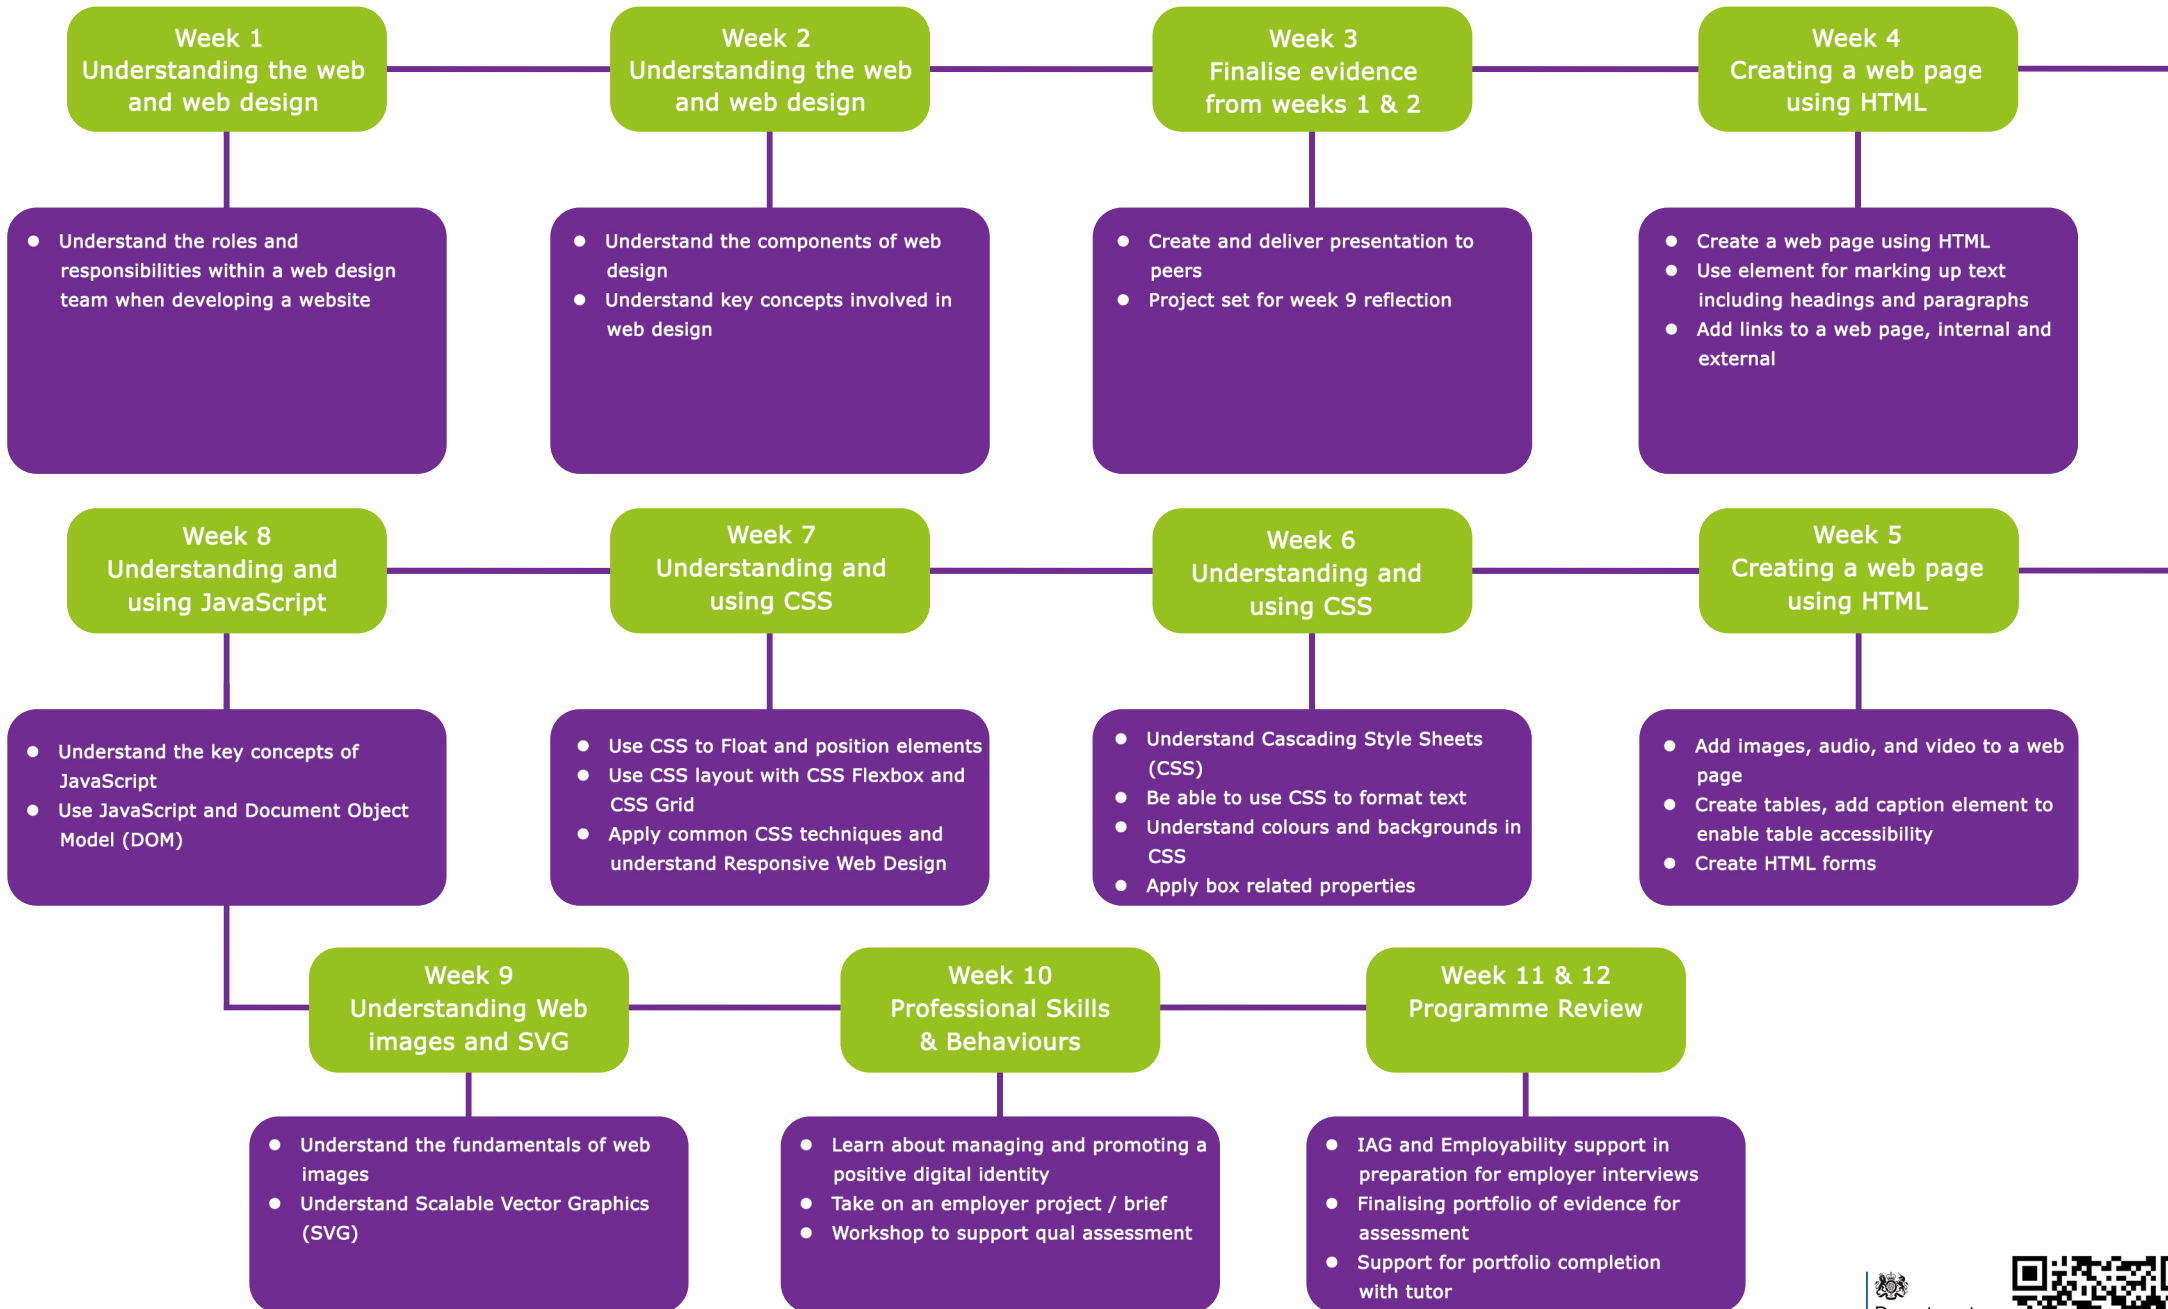 Week 1
Understanding the web
and web design
Week 2
Understanding the web
and web design
Week 3
Finalise evidence
from weeks 1 & 2
Week 4
Creating a web page
using HTML
● Understand the roles and
responsibilities within a web design
team when developing a website
● Understand the components of web
design
● Understand key concepts involved in
web design
● Create and deliver presentation to
peers
● Project set for week 9 reflection
● Create a web page using HTML
● Use element for marking up text
including headings and paragraphs
● Add links to a web page, internal and
external
Week 5
Creating a web page
using HTML
Week 6
Understanding and
using CSS
Week 7
Understanding and
using CSS
Week 8
Understanding and
using JavaScript
● Add images, audio, and video to a web
page
● Create tables, add caption element to
enable table accessibility
● Create HTML forms
● Understand Cascading Style Sheets
(CSS)
● Be able to use CSS to format text
● Understand colours and backgrounds in
CSS
● Apply box related properties
● Use CSS to Float and position elements
● Use CSS layout with CSS Flexbox and
CSS Grid
● Apply common CSS techniques and
understand Responsive Web Design
● Understand the key concepts of
JavaScript
● Use JavaScript and Document Object
Model (DOM)
Week 9
Understanding Web
images and SVG
Week 10
Professional Skills
& Behaviours
Week 11 & 12
Programme Review
● Understand the fundamentals of web
images
● Understand Scalable Vector Graphics
(SVG)
● Learn about managing and promoting a
positive digital identity
● Take on an employer project / brief
● Workshop to support qual assessment
● IAG and Employability support in
preparation for employer interviews
● Finalising portfolio of evidence for
assessment
● Support for portfolio completion
with tutor